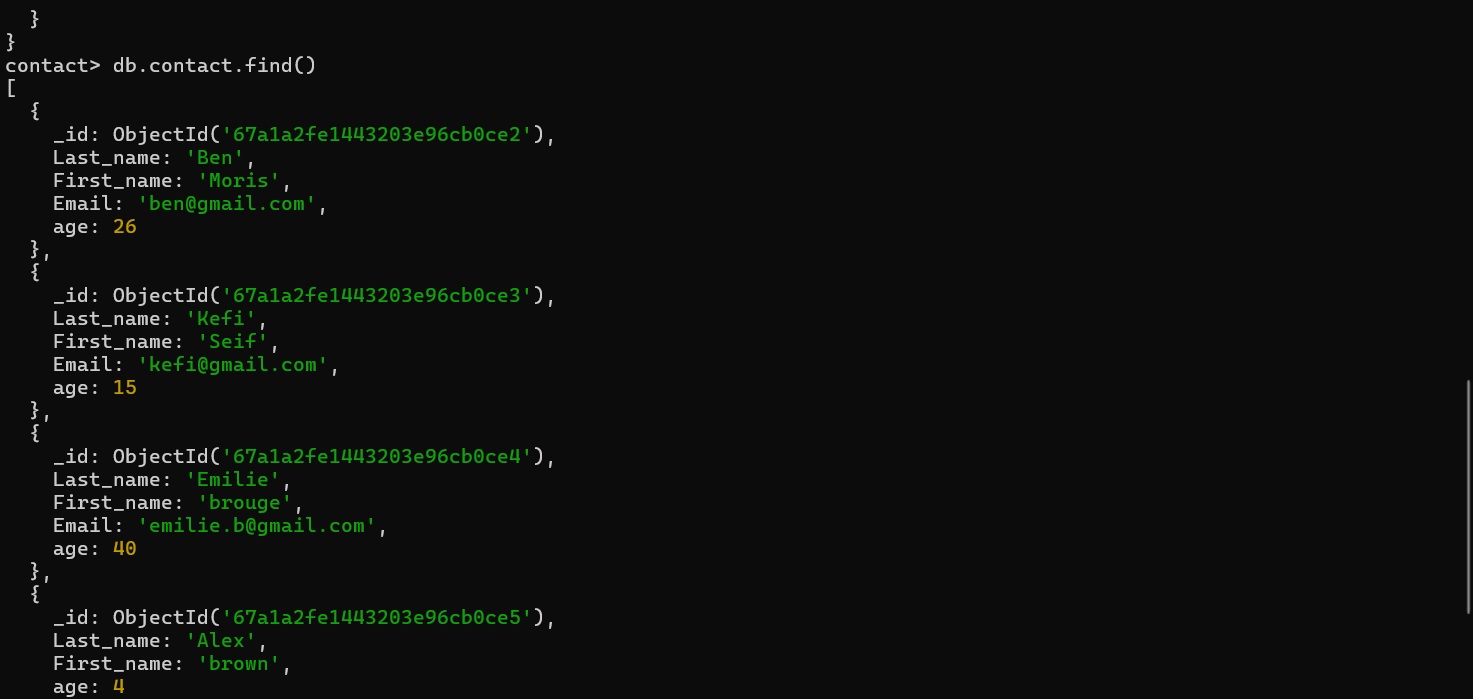 }
}
contact> db.contact.find()
[
  {
    _id: ObjectId('67a1a2fe1443203e96cb0ce2'),
    Last_name: 'Ben',
    First_name: 'Moris',
    Email: 'ben@gmail.com',
    age: 26
  },
  {
    _id: ObjectId('67a1a2fe1443203e96cb0ce3'),
    Last_name: 'Kefi',
    First_name: 'Seif',
    Email: 'kefi@gmail.com',
    age: 15
  },
  {
    _id: ObjectId('67a1a2fe1443203e96cb0ce4'),
    Last_name: 'Emilie',
    First_name: 'brouge',
    Email: 'emilie.b@gmail.com',
    age: 40
  },
  {
    _id: ObjectId('67a1a2fe1443203e96cb0ce5'),
    Last_name: 'Alex',
    First_name: 'brown',
    age: 4